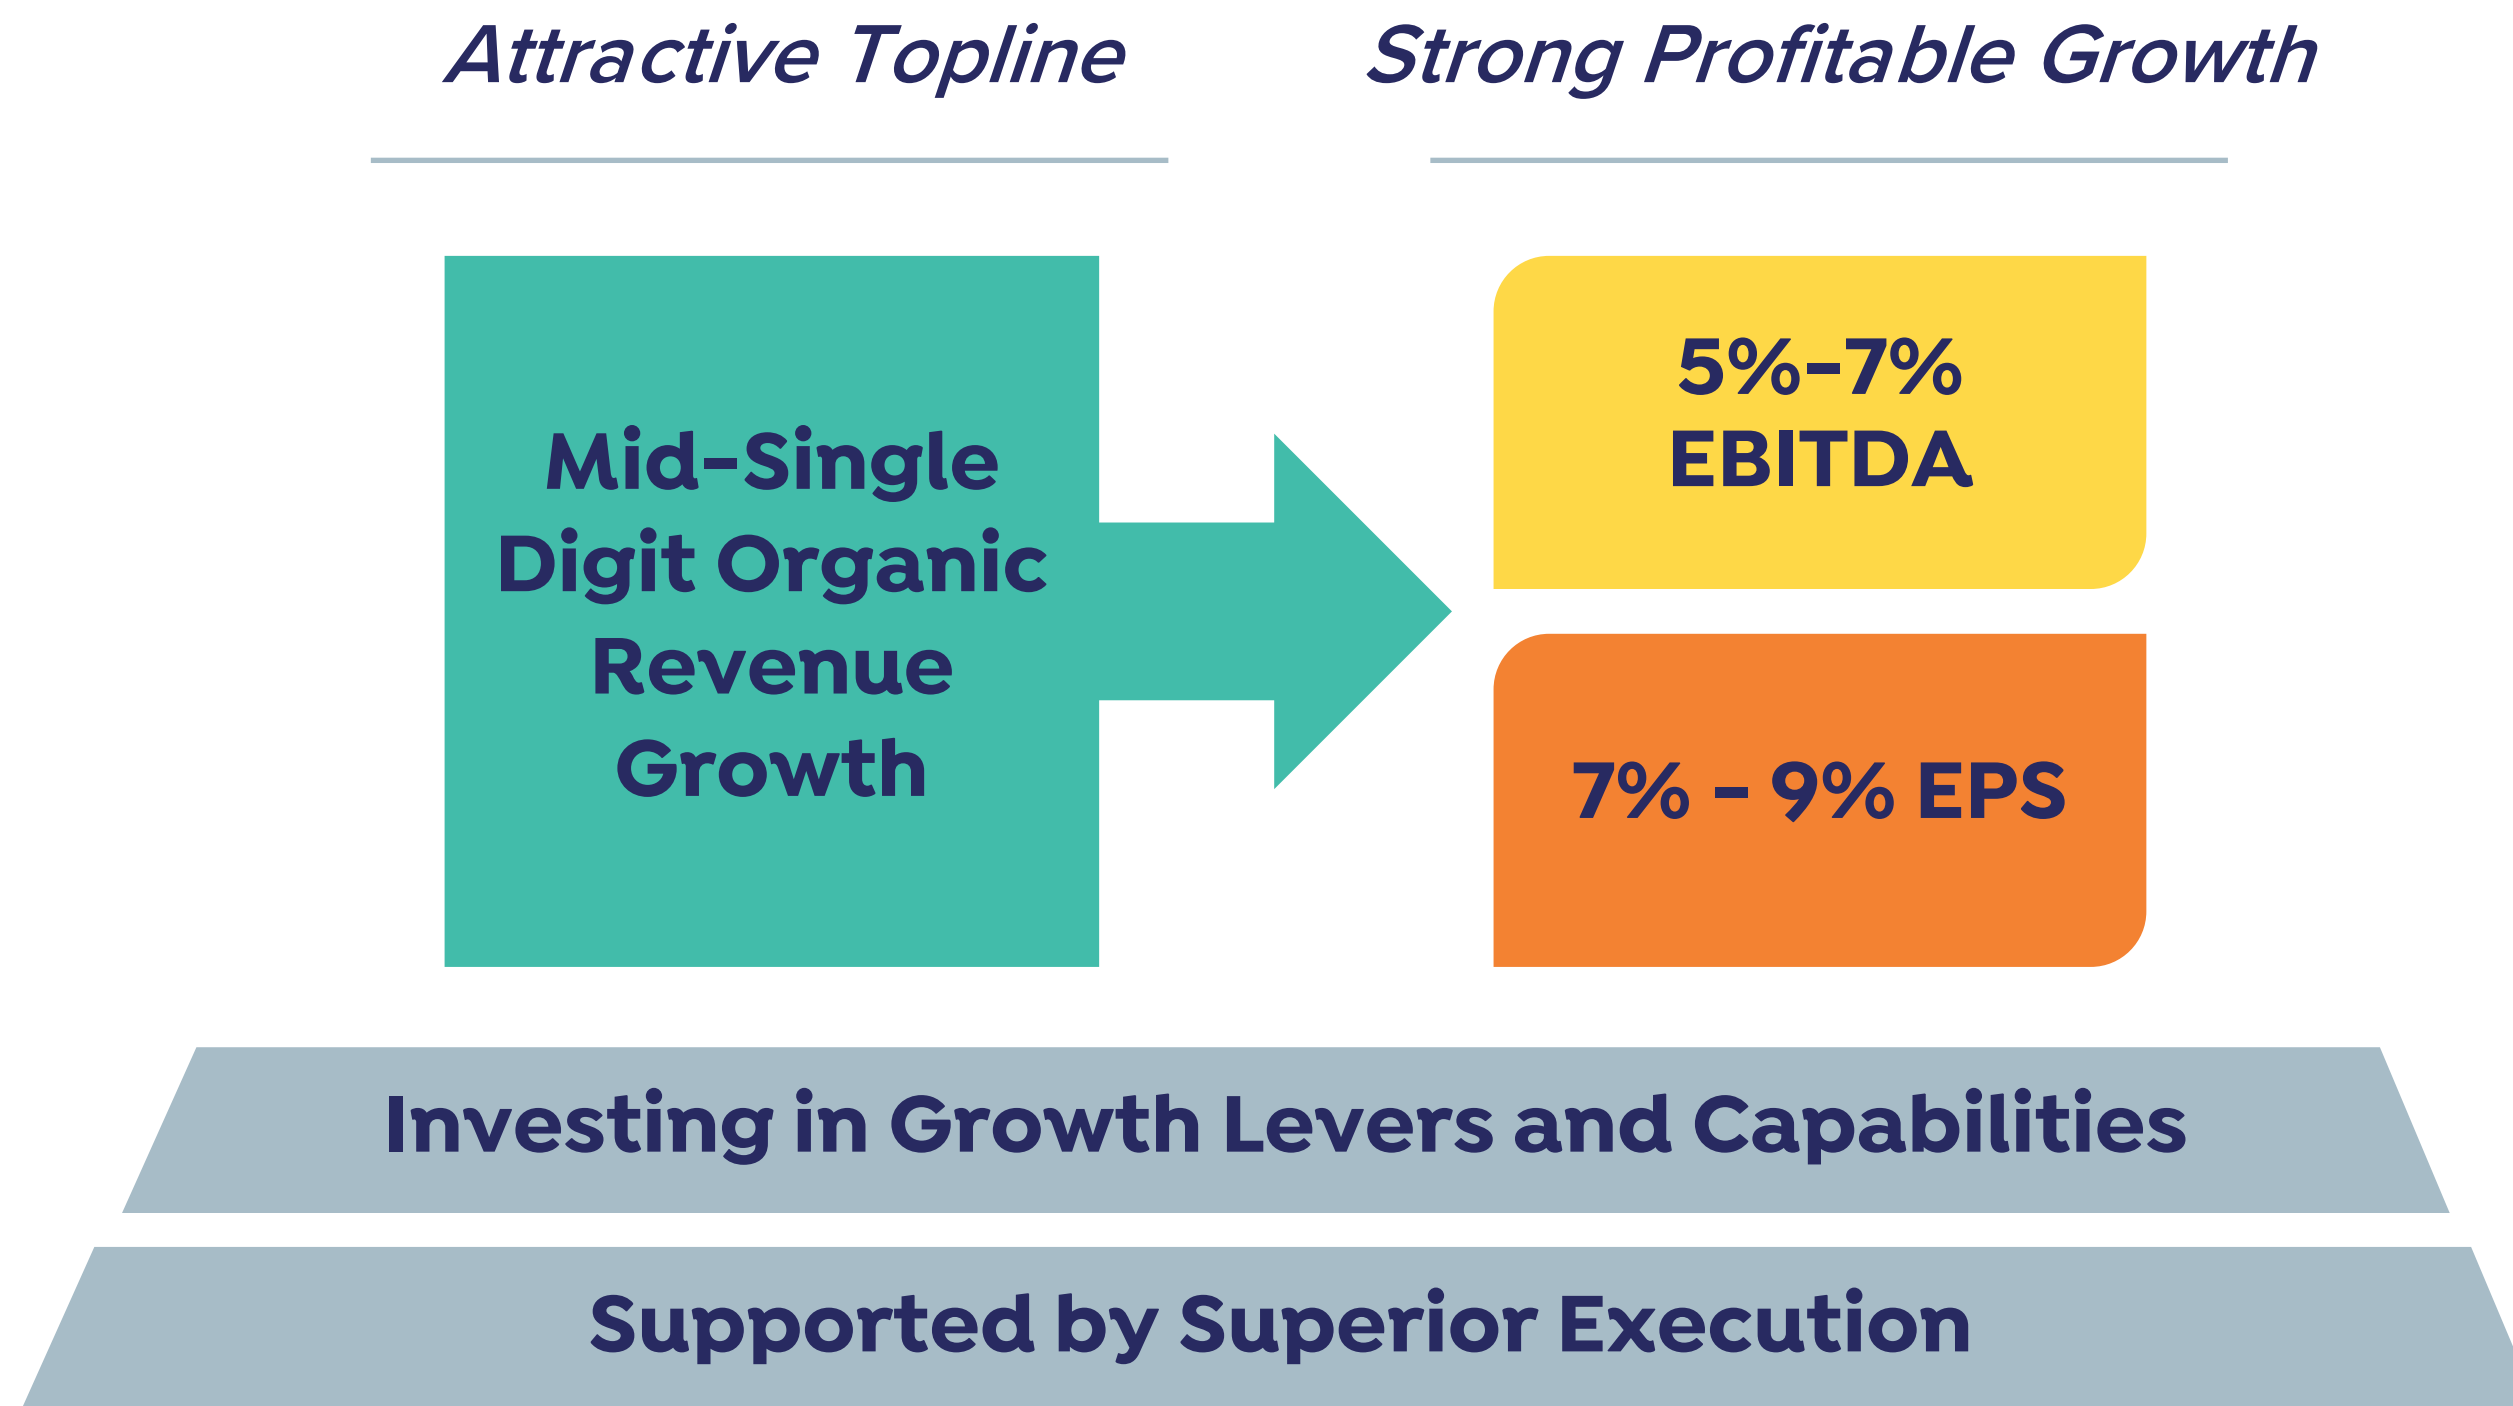 Attractive Topline
Strong Profitable Growth
Mid-Single
Digit Organic
Revenue
Growth
5%-7%
EBITDA
7% - 9% EPS
Investing in Growth Levers and Capabilities
Supported by Superior Execution